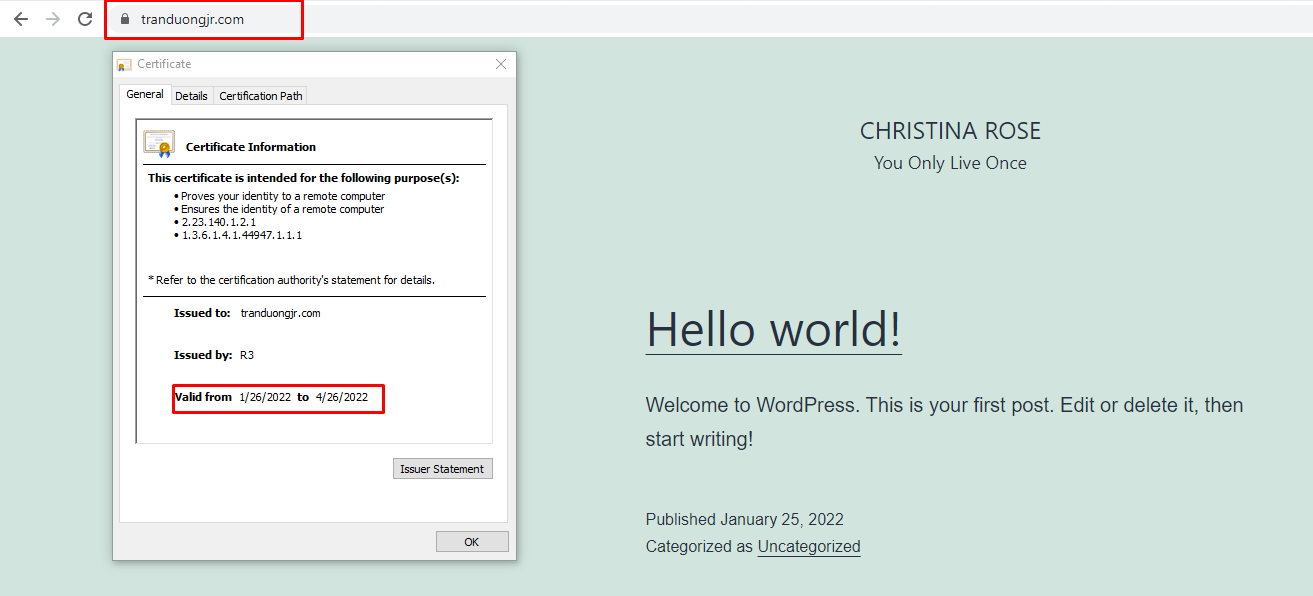 tranduongjr.com
Certificate
General Details Certification Path
Certificate Information
This certificate is intended for the following purpose(s):
• Proves your identity to a remote computer
• Ensures the identity of a remote computer
• 2.23.140.1.2.1
• 1.3.6.1.4.1.44947.1.1.1
* Refer to the certification authority's statement for details.
Issued to: tranduongjr.com
Issued by: R3
Valid from 1/26/2022 to 4/26/2022
Issuer Statement
OK
CHRISTINA ROSE
You Only Live Once
Hello world!
Welcome to WordPress. This is your first post. Edit or delete it, then
start writing!
Published January 25, 2022
Categorized as Uncategorized